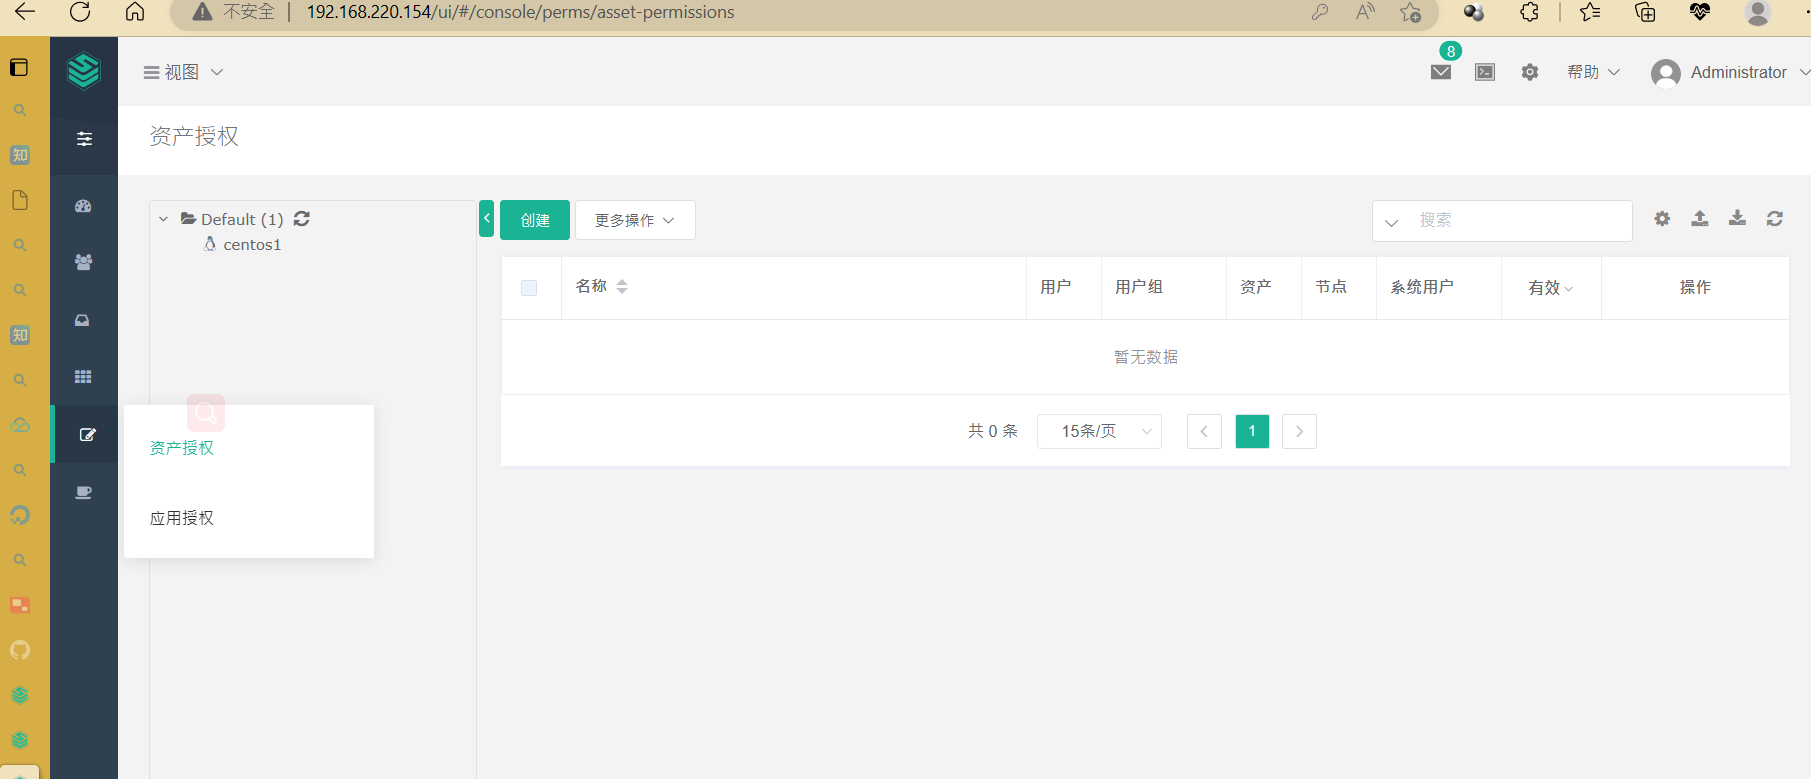 不安全 | 192.168.220.154/ui/#/console/perms/asset-permissions
8
视图
帮助
Administrator
资产授权
知
知
Default (1)
centos1
创建
更多操作
搜索
名称 用户 用户组 资产 节点 系统用户 有效 操作
暂无数据
共 0 条 15条/页 1
资产授权
应用授权